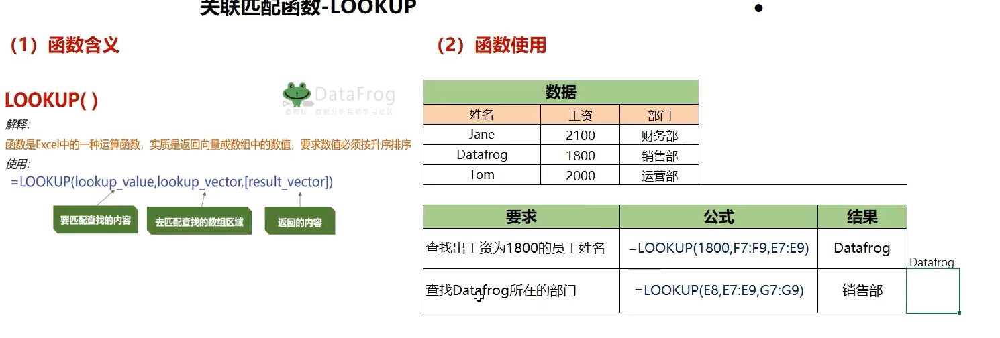 关联匹配函数-LOOKUP
（1）函数含义
LOOKUP( )
DataFrog
数据蛙 数据分析互助学习社区
解释：
函数是Excel中的一种运算函数，实质是返回向量或数组中的数值，要求数值必须按升序排序
使用：
=LOOKUP(lookup_value,lookup_vector,[result_vector])
要匹配查找的内容 去匹配查找的数组区域 返回的内容
（2）函数使用
数据
姓名 工资 部门
Jane 2100 财务部
Datafrog 1800 销售部
Tom 2000 运营部
要求 公式 结果
查找出工资为1800的员工姓名 =LOOKUP(1800,F7:F9,E7:E9) Datafrog
Datafrog
查找Datafrog所在的部门 =LOOKUP(E8,E7:E9,G7:G9) 销售部